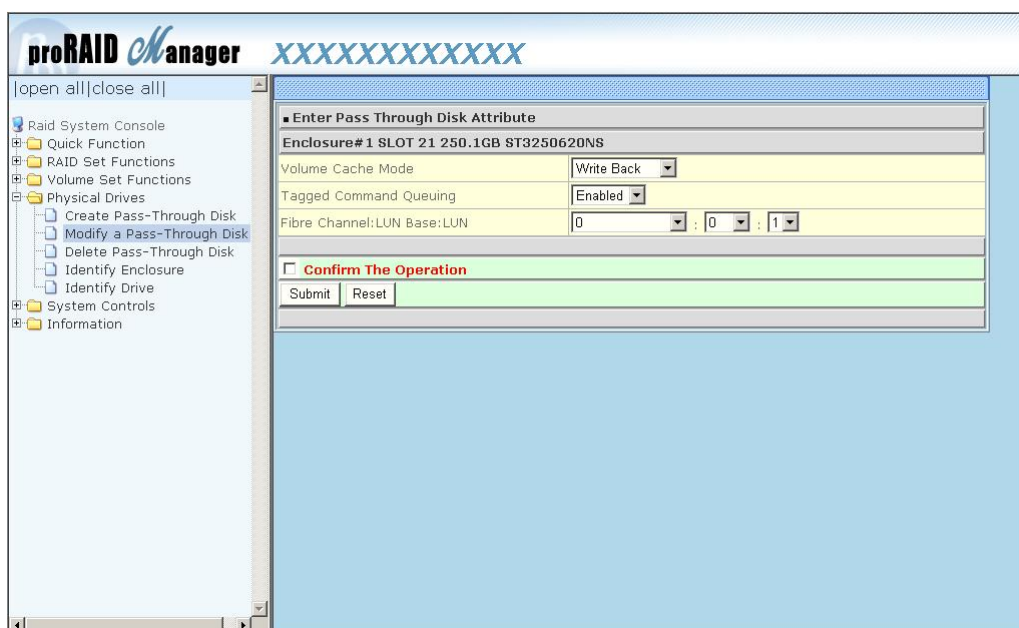 proRAID Manager XXXXXXXXXXXX
|open all|close all|
Raid System Console
Quick Function
RAID Set Functions
Volume Set Functions
Physical Drives
Create Pass-Through Disk
Modify a Pass-Through Disk
Delete Pass-Through Disk
Identify Enclosure
Identify Drive
System Controls
Information
Enter Pass Through Disk Attribute
Enclosure#1 SLOT 21 250.1GB ST3250620NS
Volume Cache Mode Write Back
Tagged Command Queuing Enabled
Fibre Channel:LUN Base:LUN 0 : 0 : 1
Confirm The Operation
Submit Reset